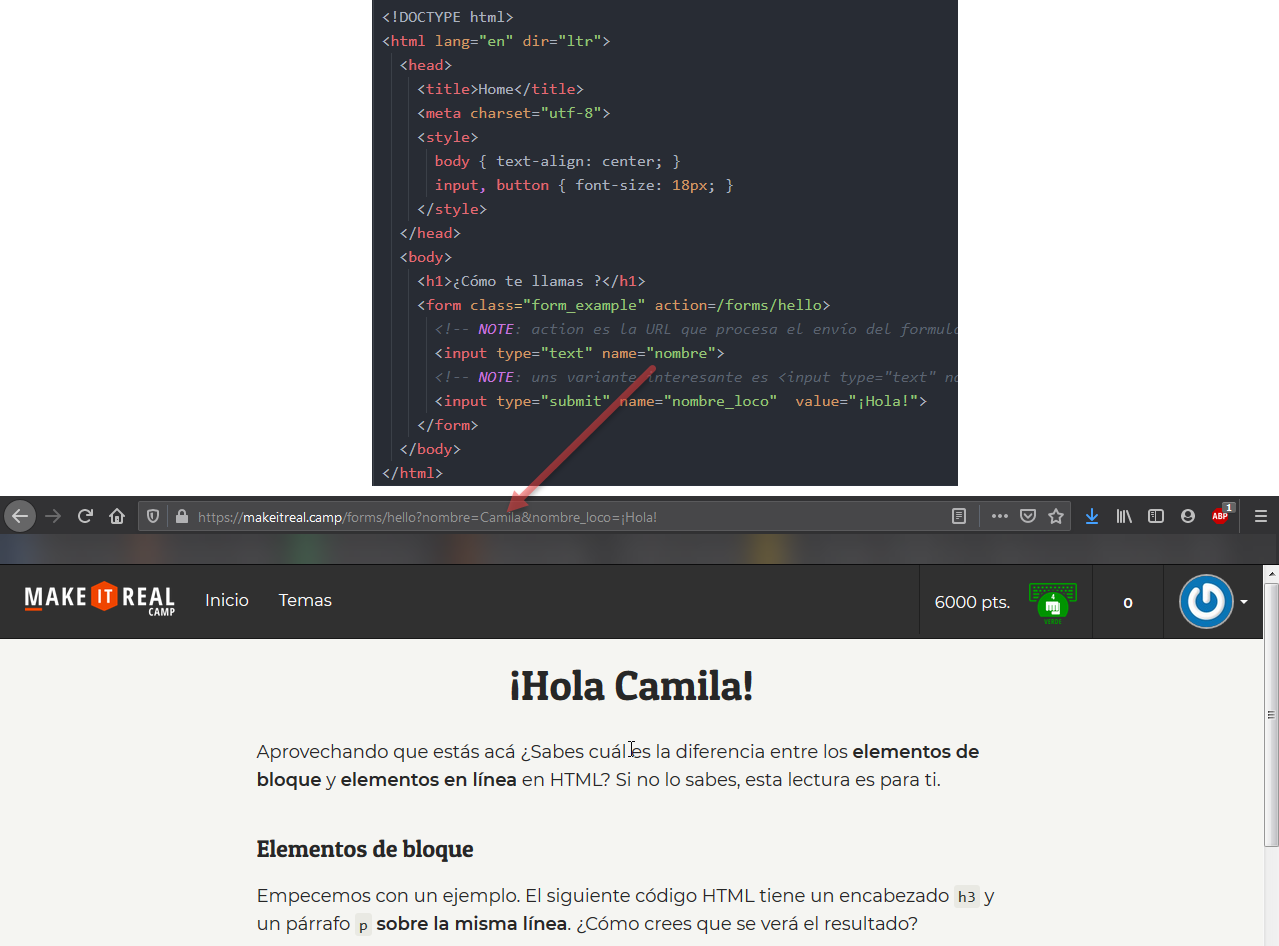 <!DOCTYPE html>
<html lang="en" dir="ltr">
<head>
<title>Home</title>
<meta charset="utf-8">
<style>
body { text-align: center; }
input, button { font-size: 18px; }
</style>
</head>
<body>
<h1>¿Cómo te llamas ?</h1>
<form class="form_example" action=/forms/hello>
<!-- NOTE: action es la URL que procesa el envío del formula
<input type="text" name="nombre">
<!-- NOTE: uns variante interesante es <input type="text" na
<input type="submit" name="nombre_loco"  value="¡Hola!">
</form>
</body>
</html>
https://makeitreal.camp/forms/hello?nombre=Camila&nombre_loco=¡Hola!
ABP 1
MAKE IT REAL CAMP
Inicio
Temas
6000 pts.
4
VERDE
0
¡Hola Camila!
Aprovechando que estás acá ¿Sabes cuál es la diferencia entre los elementos de
bloque y elementos en línea en HTML? Si no lo sabes, esta lectura es para ti.
Elementos de bloque
Empecemos con un ejemplo. El siguiente código HTML tiene un encabezado h3 y
un párrafo p sobre la misma línea. ¿Cómo crees que se verá el resultado?